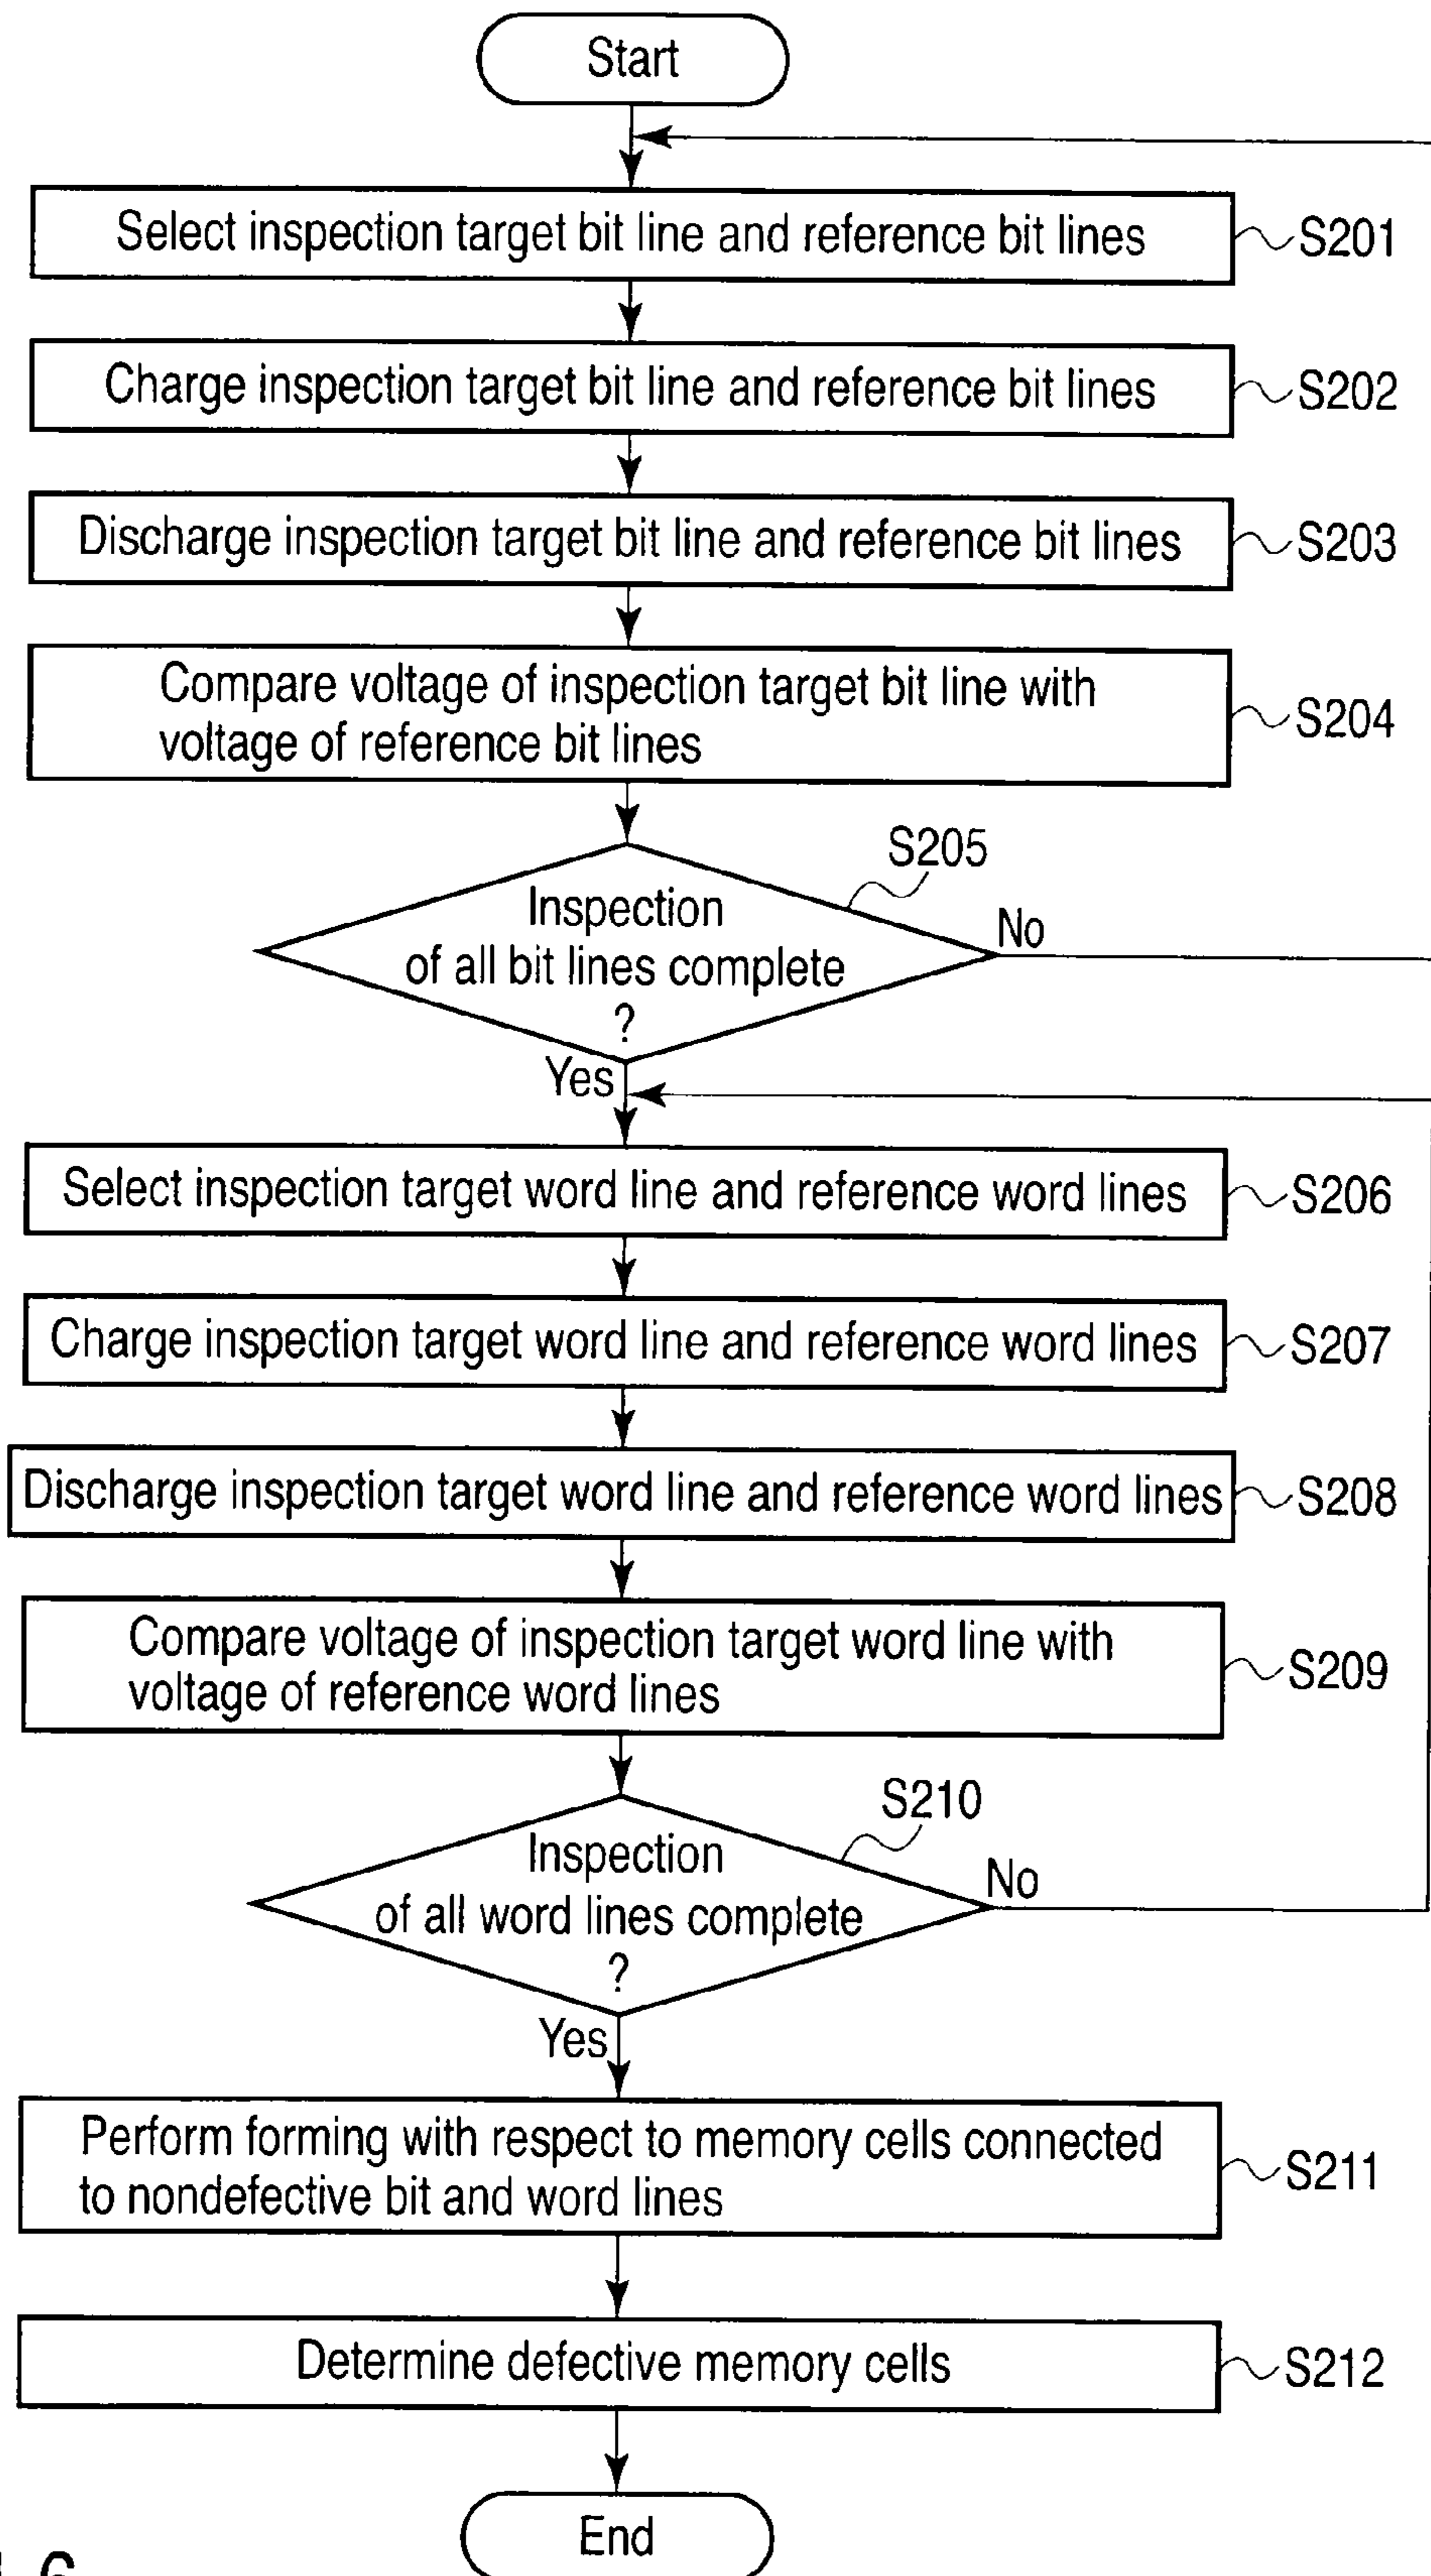 Start
Select inspection target bit line and reference bit lines
S201
Charge inspection target bit line and reference bit lines
S202
Discharge inspection target bit line and reference bit lines
S203
Compare voltage of inspection target bit line with
voltage of reference bit lines
S204
S205
Inspection
of all bit lines complete
?
No
Yes
Select inspection target word line and reference word lines
S206
Charge inspection target word line and reference word lines
S207
Discharge inspection target word line and reference word lines
S208
Compare voltage of inspection target word line with
voltage of reference word lines
S209
S210
Inspection
of all word lines complete
?
No
Yes
Perform forming with respect to memory cells connected
to nondefective bit and word lines
S211
Determine defective memory cells
S212
End